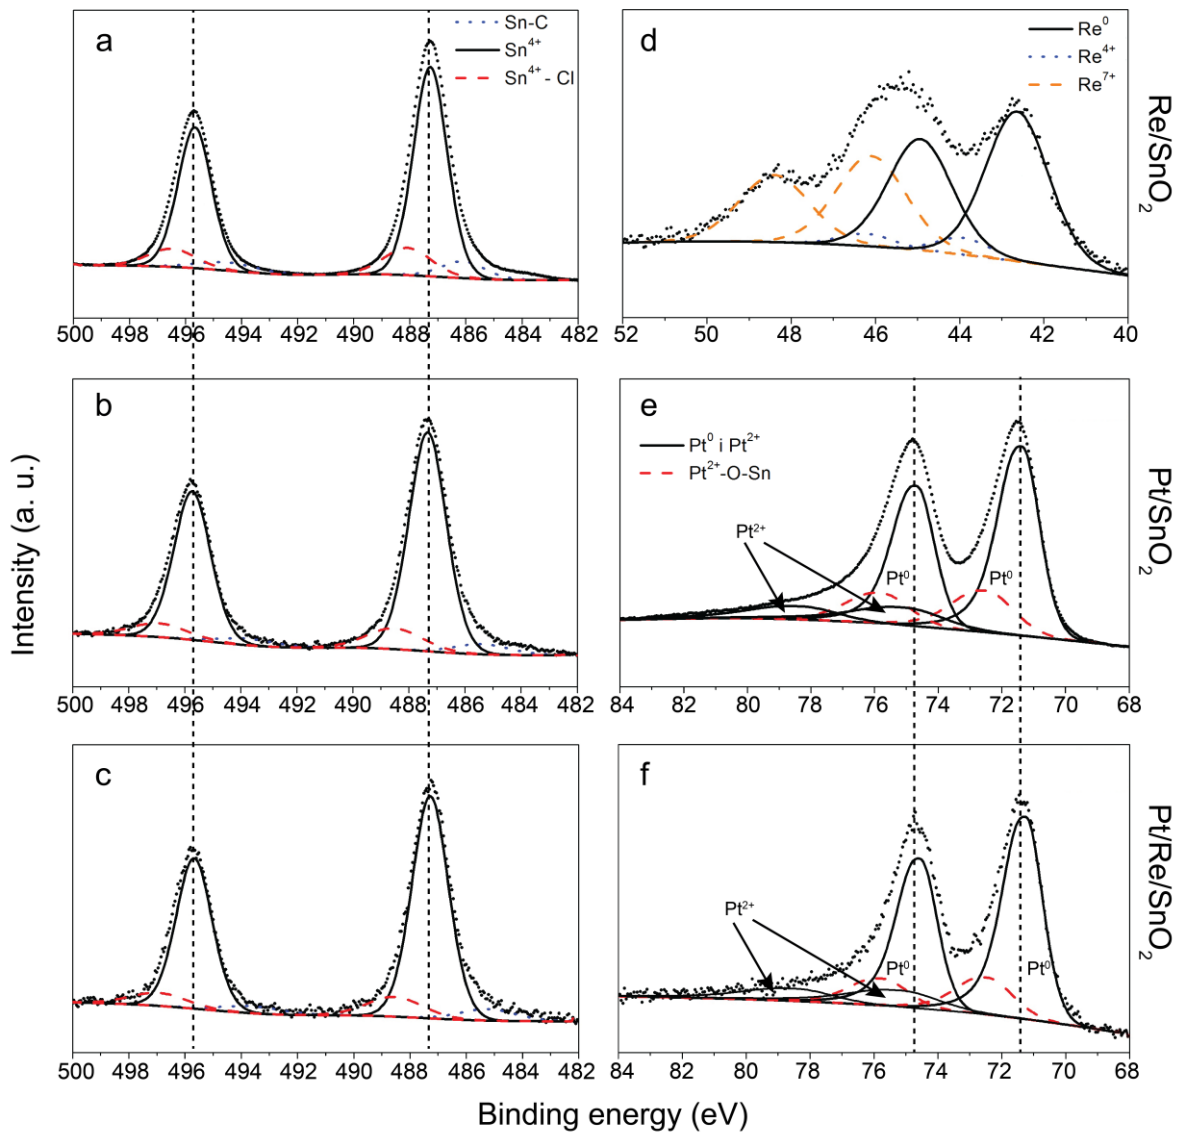 a
Sn-C
Sn⁴⁺
Sn⁴⁺ - Cl
500 498 496 494 492 490 488 486 484 482
d
Re⁰
Re⁴⁺
Re⁷⁺
52 50 48 46 44 42 40
Re/SnO₂
b
500 498 496 494 492 490 488 486 484 482
e
Pt⁰ i Pt²⁺
Pt²⁺-O-Sn
Pt²⁺
Pt⁰
Pt⁰
84 82 80 78 76 74 72 70 68
Pt/SnO₂
c
500 498 496 494 492 490 488 486 484 482
f
Pt²⁺
Pt⁰
Pt⁰
84 82 80 78 76 74 72 70 68
Pt/Re/SnO₂
Intensity (a. u.)
Binding energy (eV)